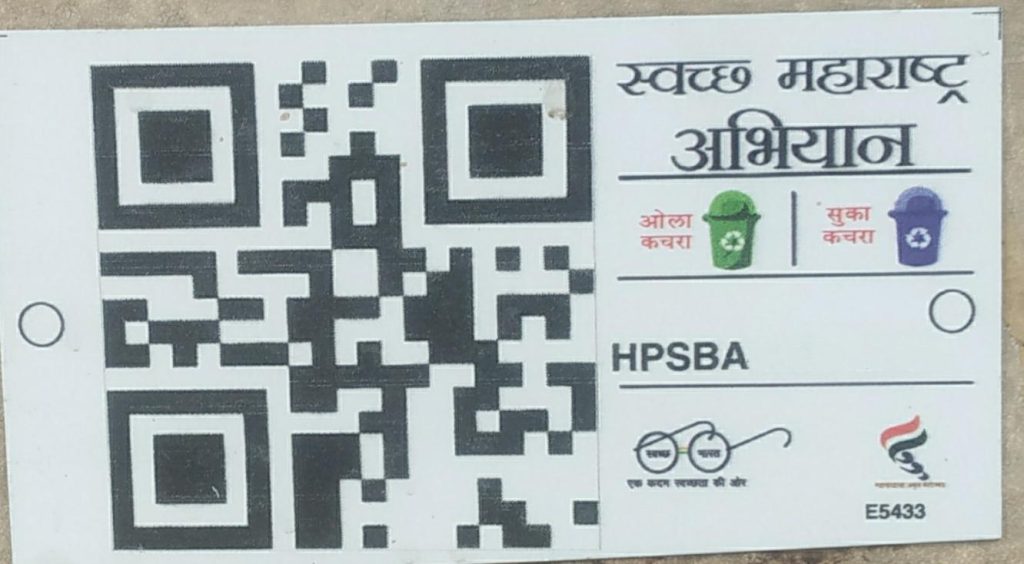 स्वच्छ महाराष्ट्र
अभियान
ओला
कचरा
सुका
कचरा
HPSBA
स्वच्छ भारत
एक कदम स्वच्छता की ओर
E5433